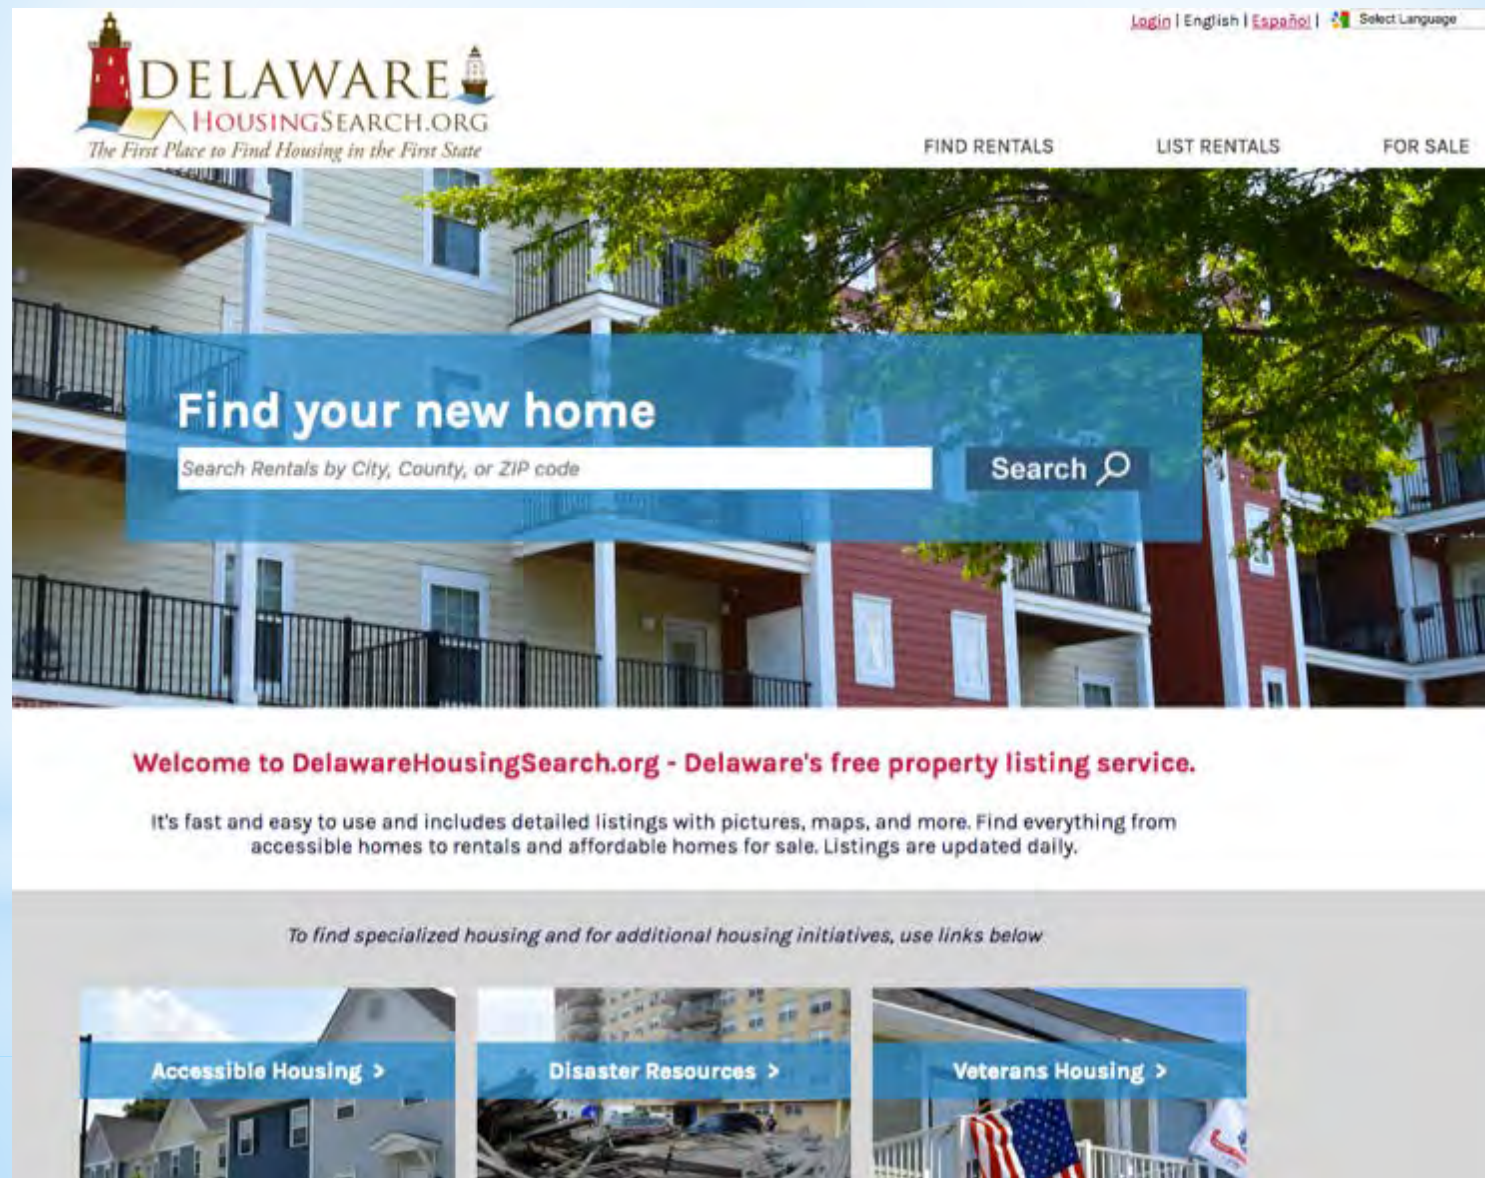 Login | English | Español | Select Language
DELAWARE
HOUSINGSEARCH.ORG
The First Place to Find Housing in the First State
FIND RENTALS LIST RENTALS FOR SALE
Find your new home
Search Rentals by City, County, or ZIP code
Search
Welcome to DelawareHousingSearch.org - Delaware's free property listing service.
It's fast and easy to use and includes detailed listings with pictures, maps, and more. Find everything from
accessible homes to rentals and affordable homes for sale. Listings are updated daily.
To find specialized housing and for additional housing initiatives, use links below
Accessible Housing > Disaster Resources > Veterans Housing >